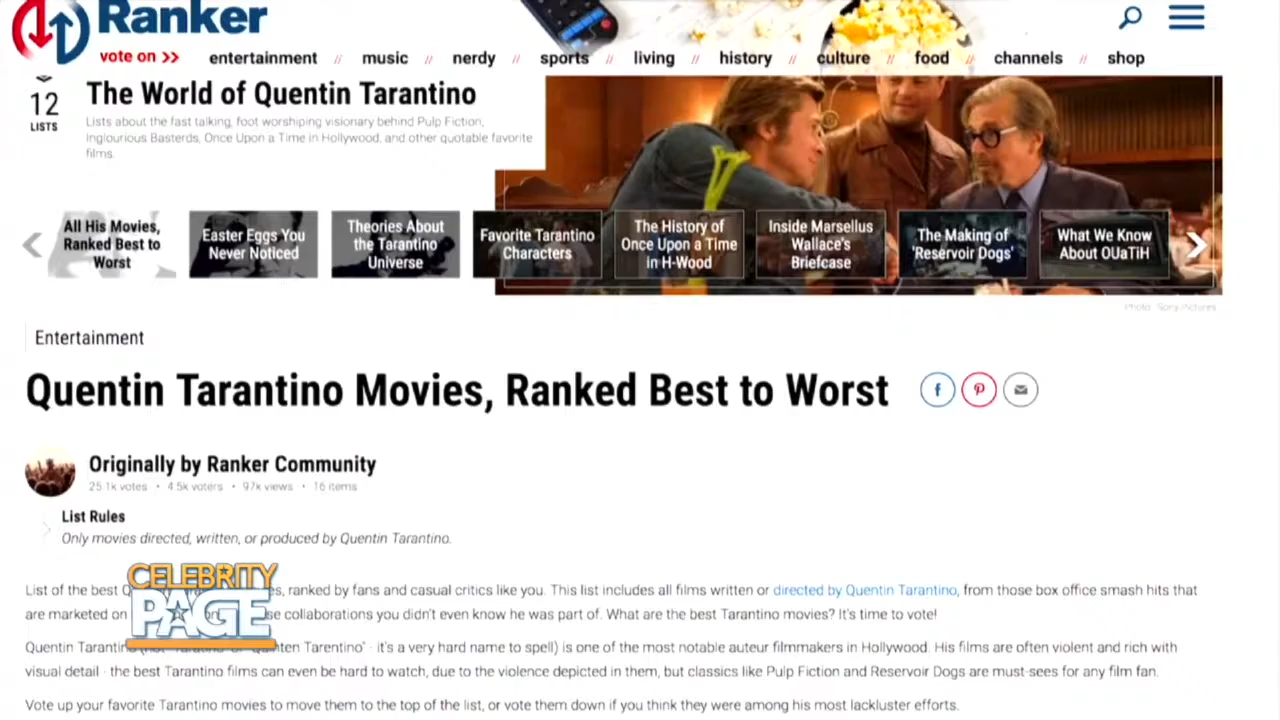 Ranker
vote on >>
entertainment // music // nerdy // sports // living // history // culture // food // channels // shop
12
LISTS
The World of Quentin Tarantino
Lists about the fast talking, foot worshiping visionary behind Pulp Fiction,
Inglourious Basterds, Once Upon a Time in Hollywood, and other quotable favorite
films.
All His Movies,
Ranked Best to
Worst
Easter Eggs You
Never Noticed
Theories About
the Tarantino
Universe
Favorite Tarantino
Characters
The History of
Once Upon a Time
in H-Wood
Inside Marsellus
Wallace's
Briefcase
The Making of
'Reservoir Dogs'
What We Know
About OUaTiH
Photo: Sony Pictures
Entertainment
Quentin Tarantino Movies, Ranked Best to Worst
Originally by Ranker Community
25.1k votes • 4.5k voters • 97k views • 16 items
List Rules
Only movies directed, written, or produced by Quentin Tarantino.
CELEBRITY
PAGE
List of the best ranked by fans and casual critics like you. This list includes all films written or directed by Quentin Tarantino, from those box office smash hits that
are marketed on collaborations you didn't even know he was part of. What are the best Tarantino movies? It's time to vote!
Quentin Tarentino" - it's a very hard name to spell) is one of the most notable auteur filmmakers in Hollywood. His films are often violent and rich with
visual detail - the best Tarantino films can even be hard to watch, due to the violence depicted in them, but classics like Pulp Fiction and Reservoir Dogs are must-sees for any film fan.
Vote up your favorite Tarantino movies to move them to the top of the list, or vote them down if you think they were among his most lackluster efforts.